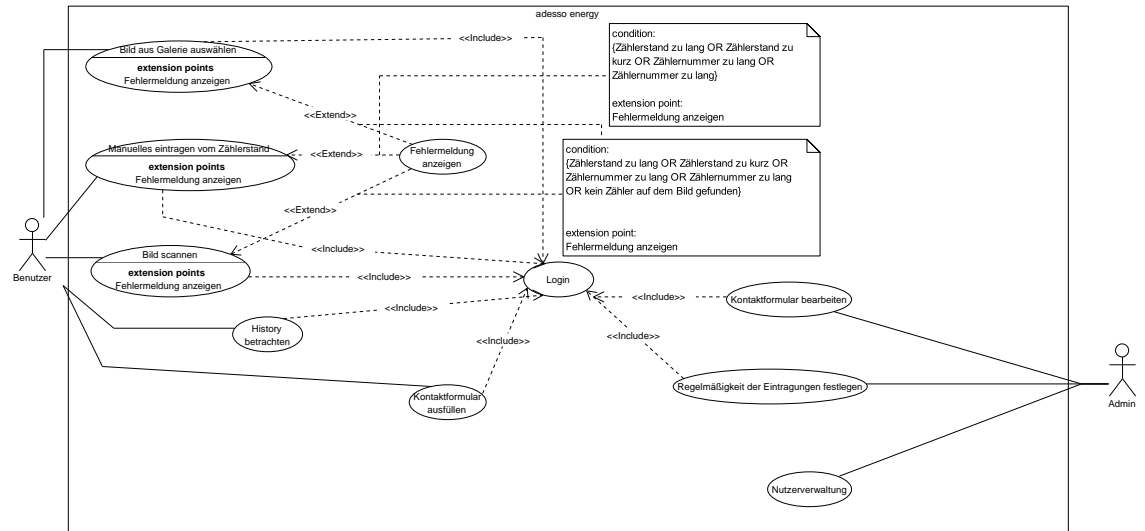 adesso energy
Bild aus Galerie auswählen
extension points
Fehlermeldung anzeigen
<<Include>>
condition:
{Zählerstand zu lang OR Zählerstand zu
kurz OR Zählernummer zu lang OR
Zählernummer zu lang}
extension point:
Fehlermeldung anzeigen
<<Extend>>
Manuelles eintragen vom Zählerstand
extension points
Fehlermeldung anzeigen
<<Extend>>
Fehlermeldung
anzeigen
condition:
{Zählerstand zu lang OR Zählerstand zu kurz OR
Zählernummer zu lang OR Zählernummer zu lang
OR kein Zähler auf dem Bild gefunden}
extension point:
Fehlermeldung anzeigen
<<Extend>>
<<Include>>
Benutzer
Bild scannen
extension points
Fehlermeldung anzeigen
<<Include>>
Login
<<Include>>
History
betrachten
<<Include>>
Kontaktformular
ausfüllen
<<Include>>
Kontaktformular bearbeiten
<<Include>>
Regelmäßigkeit der Eintragungen festlegen
Admin
Nutzerverwaltung